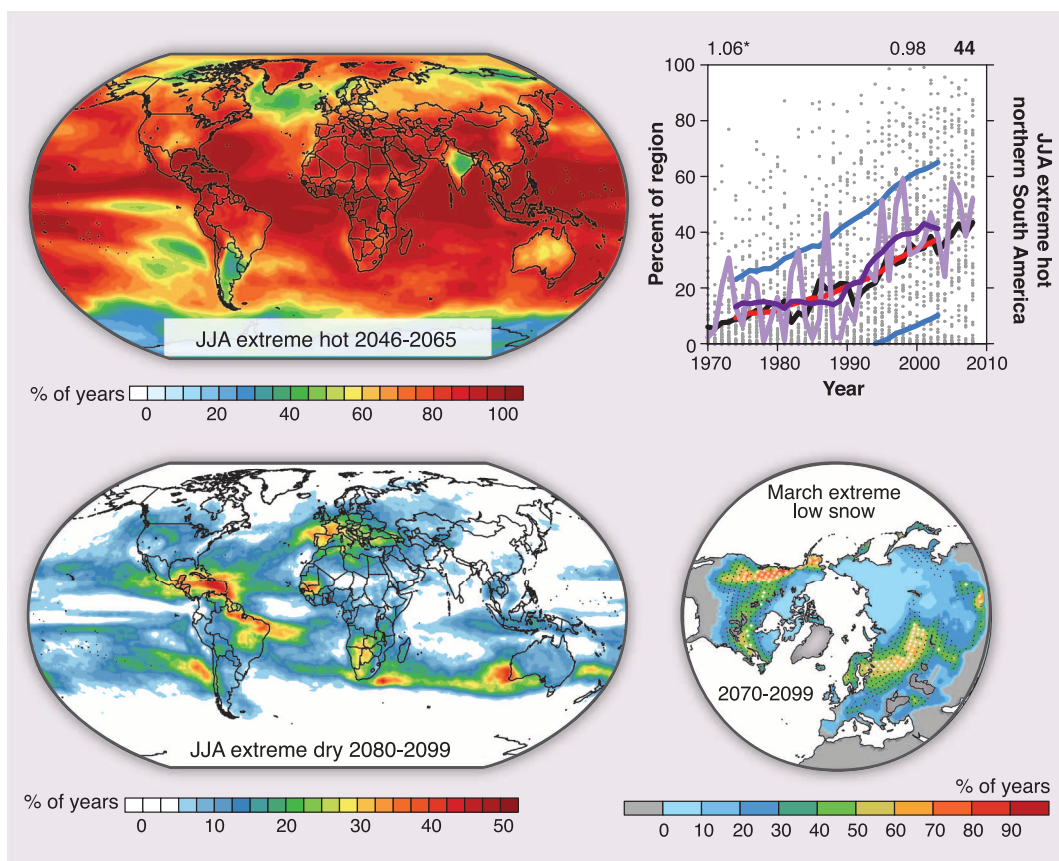 JJA extreme hot 2046-2065
% of years
0 20 40 60 80 100
1.06* 0.98 44
100
80
60
40
20
0
Percent of region
1970 1980 1990 2000 2010
Year
JJA extreme hot
northern South America
JJA extreme dry 2080-2099
% of years
0 10 20 30 40 50
March extreme
low snow
2070-2099
% of years
0 10 20 30 40 50 60 70 80 90